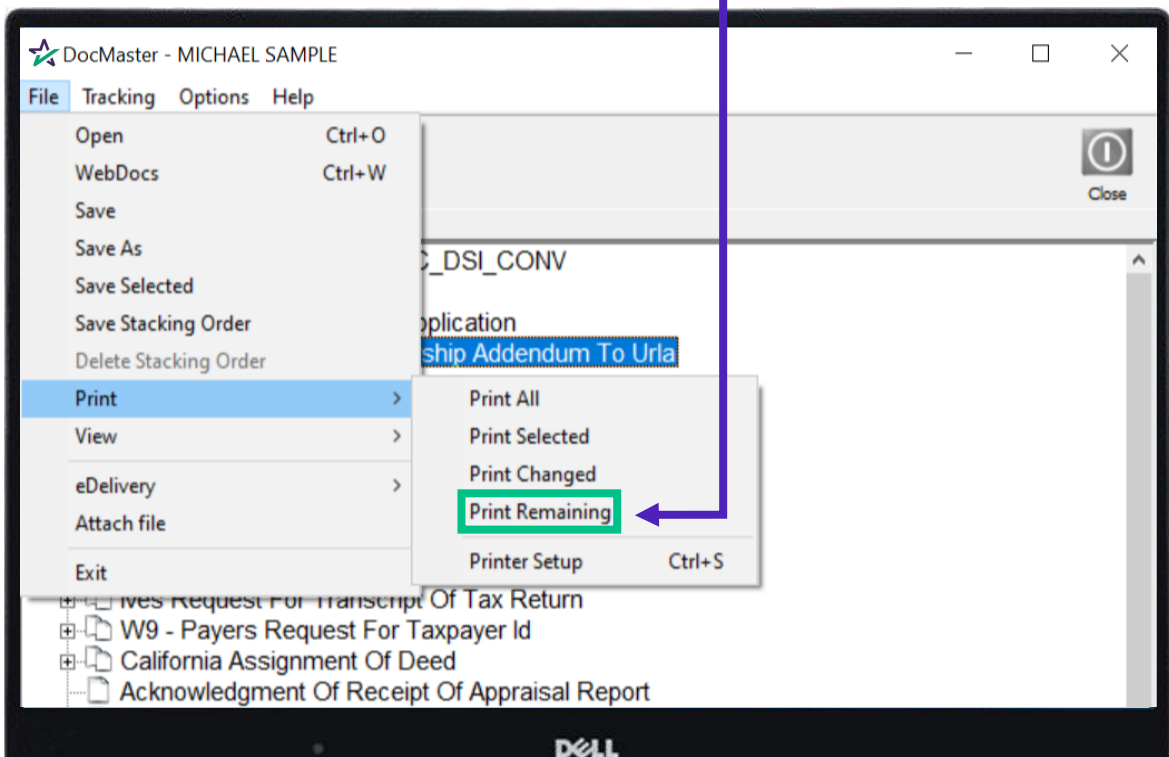 DocMaster - MICHAEL SAMPLE
File Tracking Options Help
Open Ctrl+O
WebDocs Ctrl+W
Save
Save As
Save Selected
Save Stacking Order
Delete Stacking Order
Print
View
eDelivery
Attach file
Exit
Close
_DSI_CONV
plication
ship Addendum To Urla
Print All
Print Selected
Print Changed
Print Remaining
Printer Setup Ctrl+S
Ives Request For Transcript Of Tax Return
W9 - Payers Request For Taxpayer Id
California Assignment Of Deed
Acknowledgment Of Receipt Of Appraisal Report
DELL